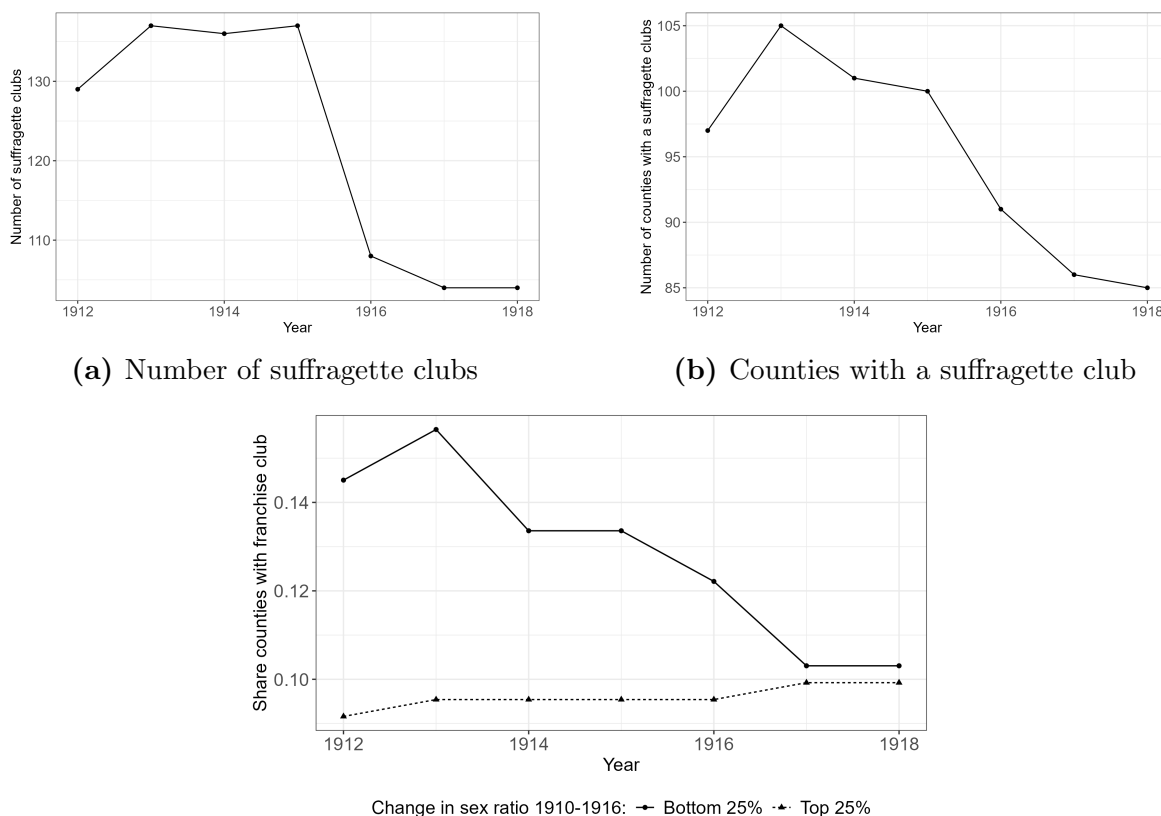 Number of suffragette clubs
130
120
110
1912 1914 1916 1918
Year
(a) Number of suffragette clubs
Number of counties with a suffragette clubs
105
100
95
90
85
1912 1914 1916 1918
Year
(b) Counties with a suffragette club
Share counties with franchise club
0.14
0.12
0.10
1912 1914 1916 1918
Year
Change in sex ratio 1910-1916: Bottom 25% Top 25%